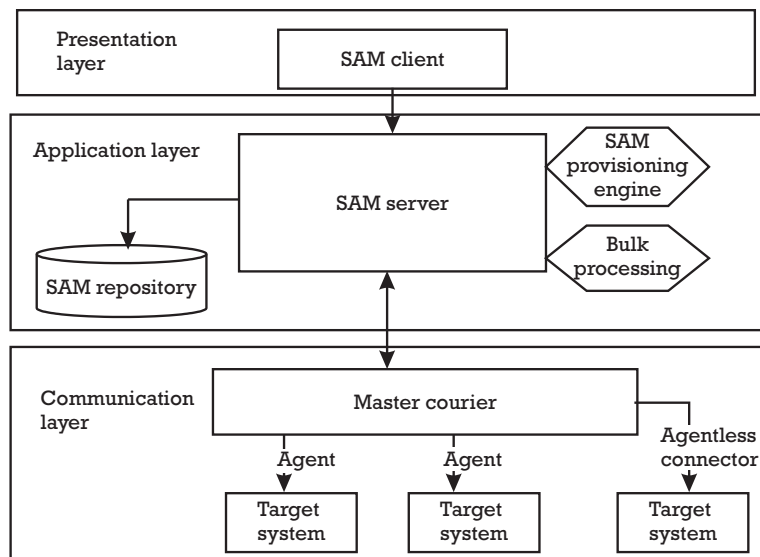 Presentation
layer
SAM client
Application layer
SAM
provisioning
engine
SAM server
Bulk
processing
SAM repository
Communication
layer
Master courier
Agent
Agent
Agentless
connector
Target
system
Target
system
Target
system